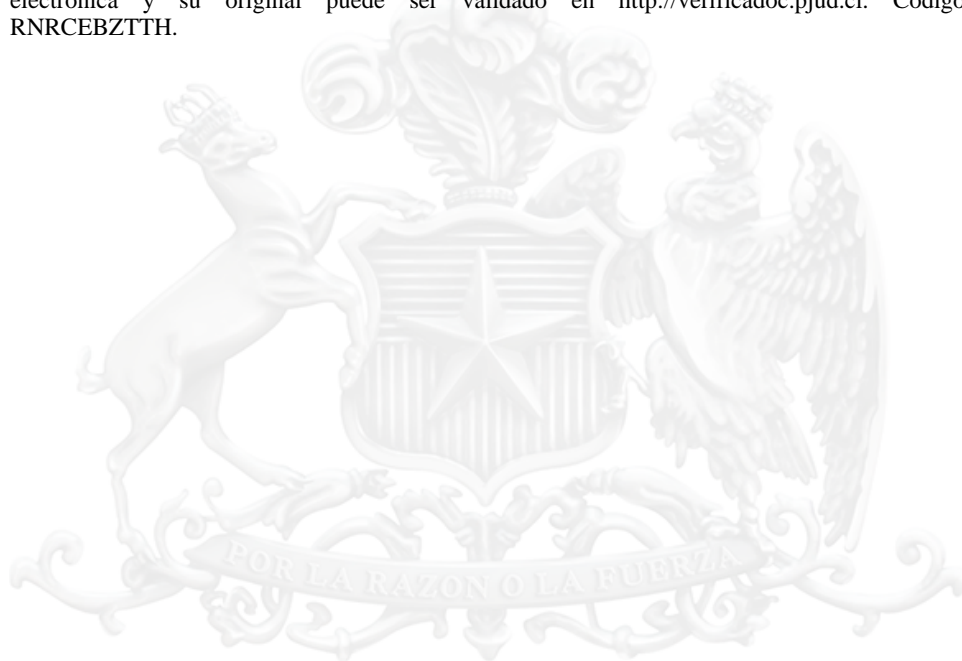 electrónica y su original puede ser validado en http://verificadoc.pjud.cl. Código
RNRCEBZTTH.
POR LA RAZON O LA FUERZA